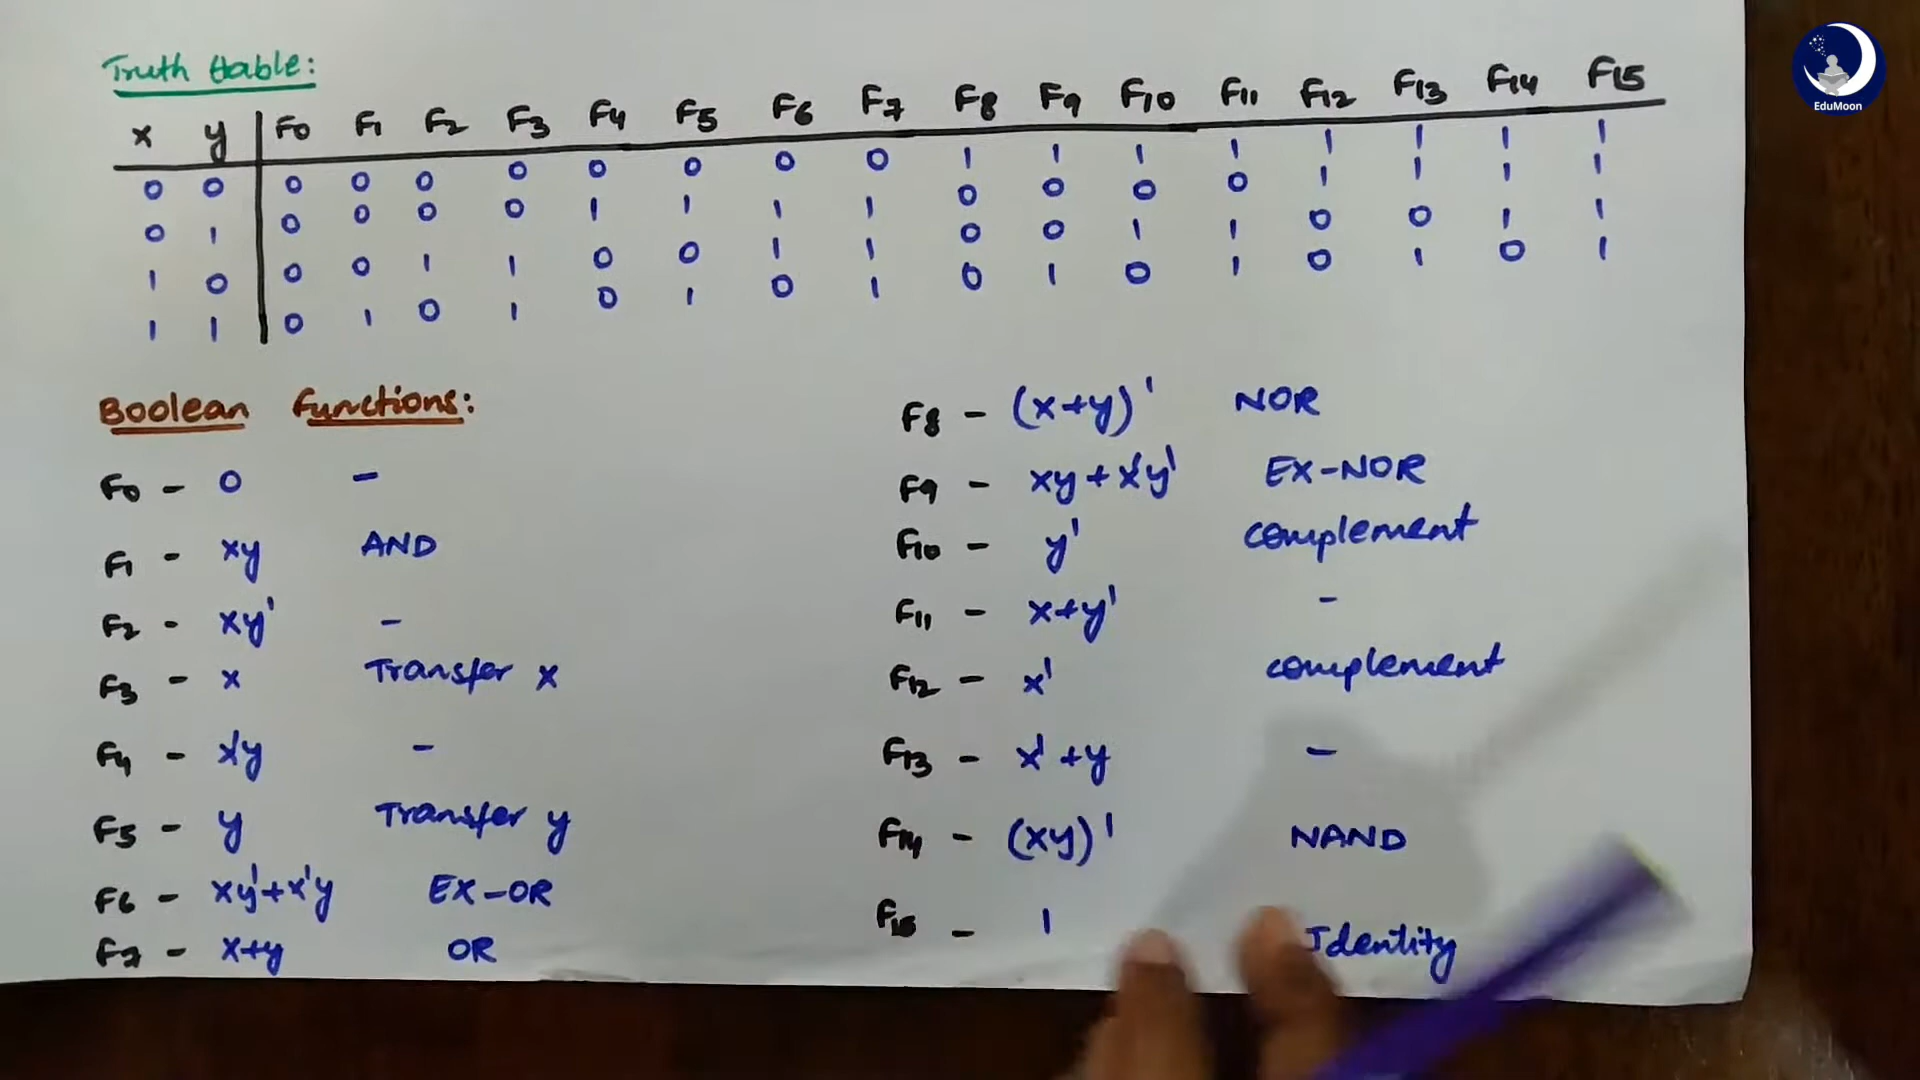 Truth table:
x y F0 F1 F2 F3 F4 F5 F6 F7 F8 F9 F10 F11 F12 F13 F14 F15
0 0 0 0 0 0 0 0 0 0 1 1 1 1 1 1 1 1
0 1 0 0 0 0 1 1 1 1 0 0 0 0 1 1 1 1
1 0 0 0 1 1 0 0 1 1 0 0 1 1 0 0 1 1
1 1 0 1 0 1 0 1 0 1 0 1 0 1 0 1 0 1
Boolean Functions:
F0 - 0 -
F1 - xy AND
F2 - xy' -
F3 - x Transfer x
F4 - x'y -
F5 - y Transfer y
F6 - xy'+x'y EX-OR
F7 - x+y OR
F8 - (x+y)' NOR
F9 - xy+x'y' EX-NOR
F10 - y' complement
F11 - x+y' -
F12 - x' complement
F13 - x'+y -
F14 - (xy)' NAND
F15 - 1 Identity
EduMoon